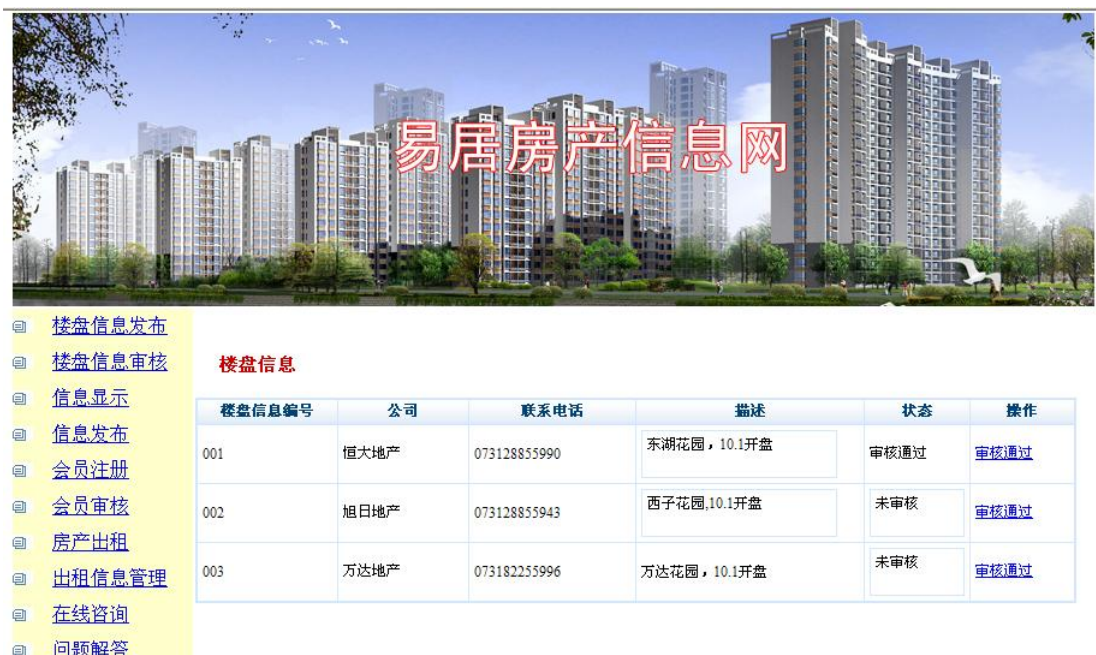 易居房产信息网
楼盘信息发布
楼盘信息审核
信息显示
信息发布
会员注册
会员审核
房产出租
出租信息管理
在线咨询
问题解答
楼盘信息
楼盘信息编号 公司 联系电话 描述 状态 操作
001 恒大地产 073128855990 东湖花园，10.1开盘 审核通过 审核通过
002 旭日地产 073128855943 西子花园,10.1开盘 未审核 审核通过
003 万达地产 073182255996 万达花园，10.1开盘 未审核 审核通过